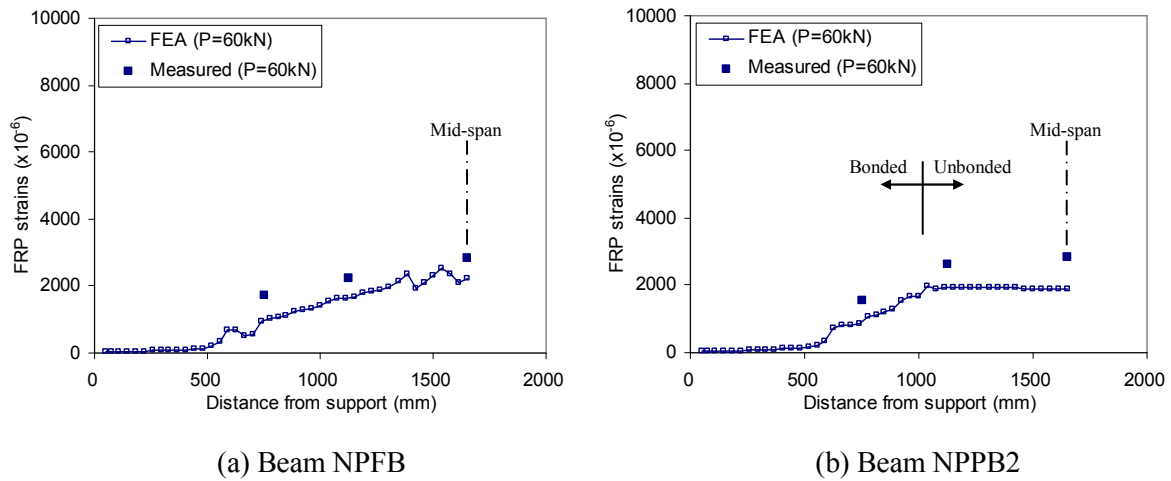 10000
8000
6000
4000
2000
0
FRP strains (x10-6)
FEA (P=60kN)
Measured (P=60kN)
Mid-span
0
500
1000
1500
2000
Distance from support (mm)
(a) Beam NPFB
10000
8000
6000
4000
2000
0
FRP strains (x10-6)
FEA (P=60kN)
Measured (P=60kN)
Mid-span
Bonded
Unbonded
0
500
1000
1500
2000
Distance from support (mm)
(b) Beam NPPB2